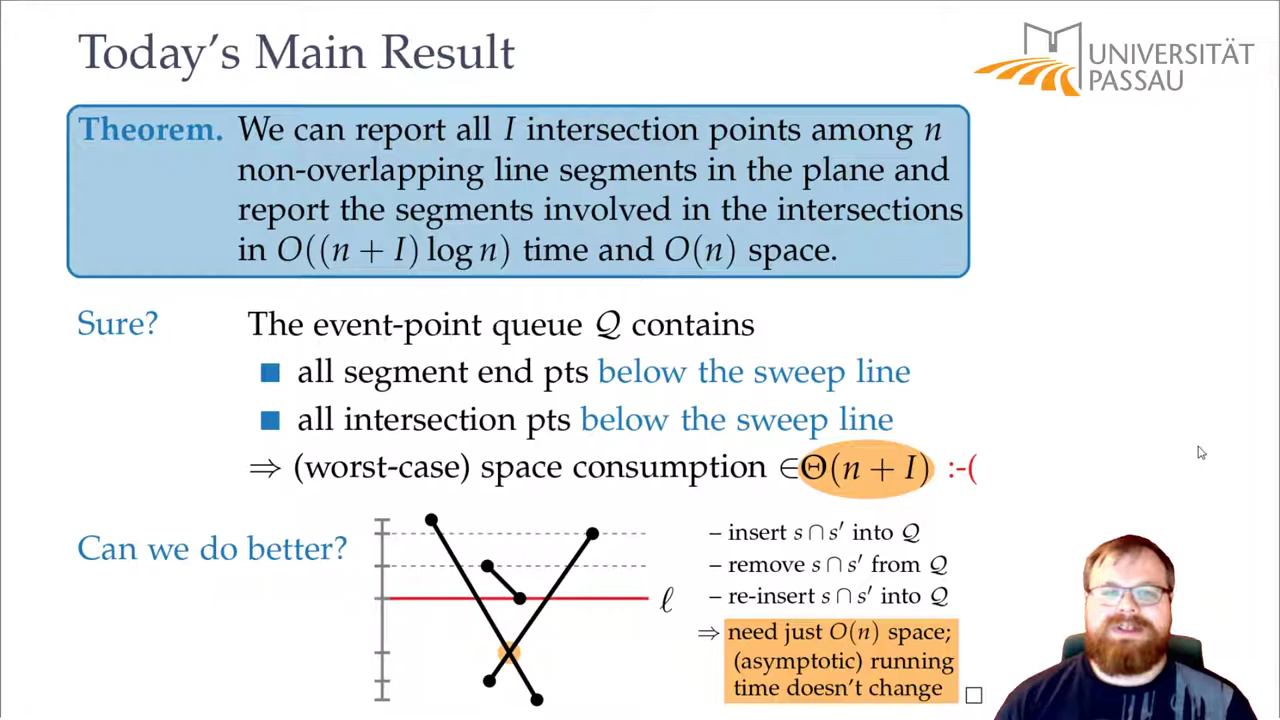 Today's Main Result
UNIVERSITÄT
PASSAU
Theorem. We can report all I intersection points among n
non-overlapping line segments in the plane and
report the segments involved in the intersections
in O((n + I) log n) time and O(n) space.
Sure? The event-point queue 𝒬 contains
■ all segment end pts below the sweep line
■ all intersection pts below the sweep line
⇒ (worst-case) space consumption ∈Θ(n + I) :-(
Can we do better?
ℓ
– insert s ∩ s′ into 𝒬
– remove s ∩ s′ from 𝒬
– re-insert s ∩ s′ into 𝒬
⇒ need just O(n) space;
(asymptotic) running
time doesn't change □